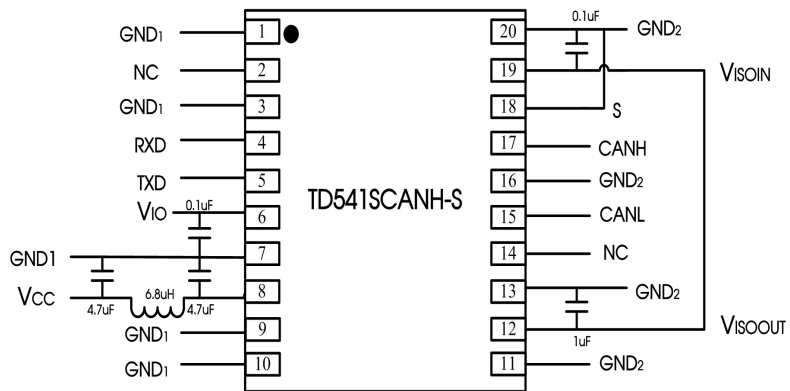 0.1uF
GND1 1 20 GND2
NC 2 19 VISOIN
GND1 3 18 S
RXD 4 17 CANH
TD541SCANH-S
TXD 5 16 GND2
0.1uF
VIO 6 15 CANL
GND1 7 14 NC
6.8uH
VCC 8 13 GND2
4.7uF 4.7uF
GND1 9 12 VISOOUT
1uF
GND1 10 11 GND2